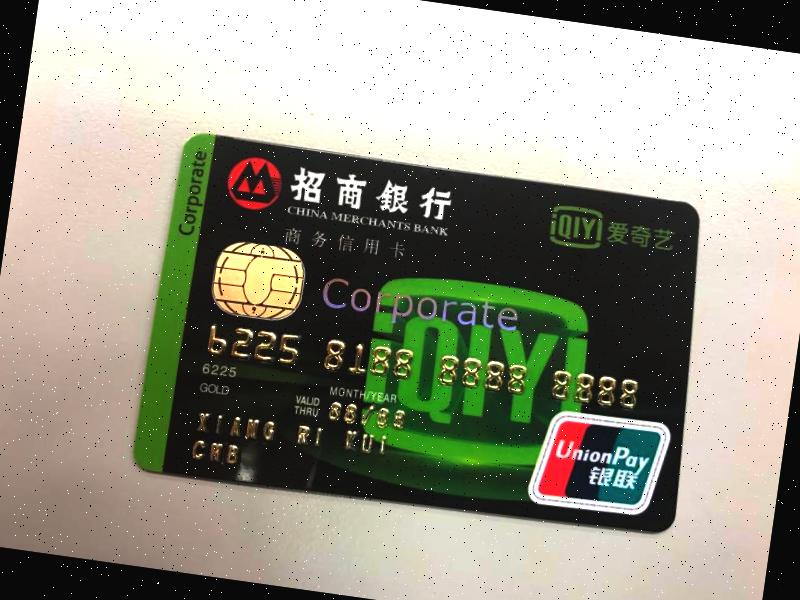 Corporate
招商銀行
CHINA MERCHANTS BANK
商务信用卡
iQIYI 爱奇艺
Corporate
iQIYI
6225 8188 8888 8888
6225
GOLD
MONTH/YEAR
VALID THRU 88/88
XIANG RI KUI
CMB
UnionPay
银联